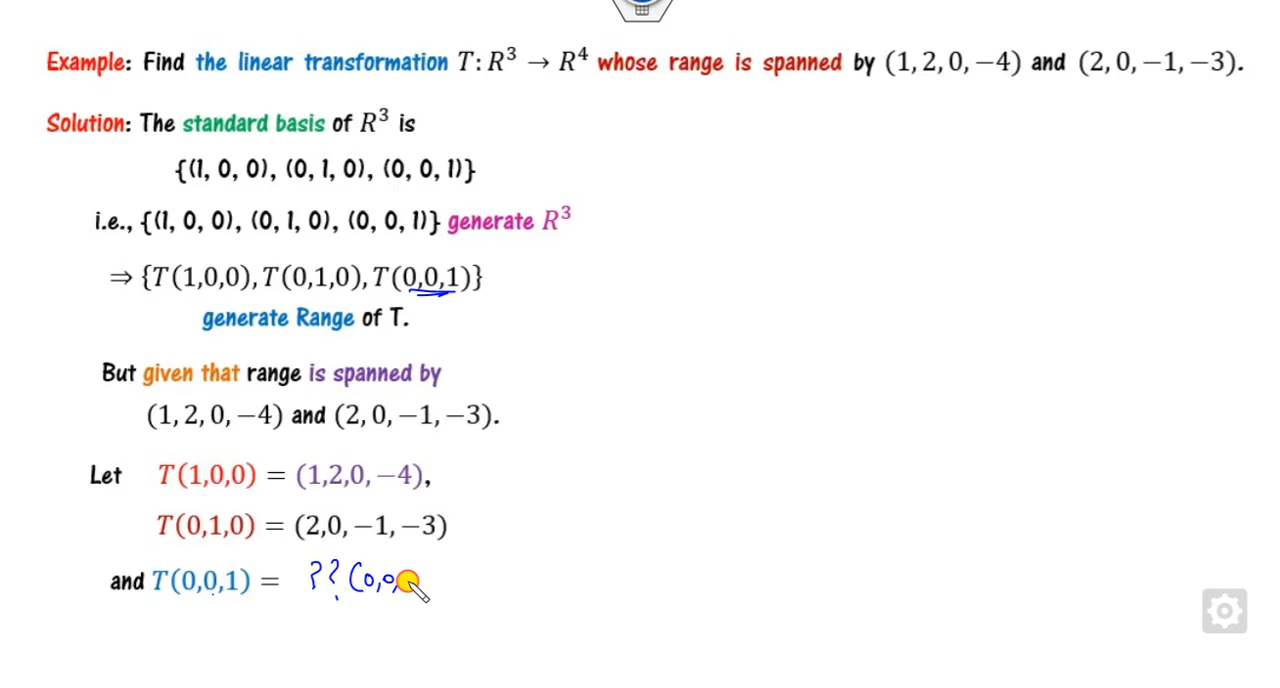 Example: Find the linear transformation T: R³ → R⁴ whose range is spanned by (1, 2, 0, −4) and (2, 0, −1, −3).
Solution: The standard basis of R³ is
{(1, 0, 0), (0, 1, 0), (0, 0, 1)}
i.e., {(1, 0, 0), (0, 1, 0), (0, 0, 1)} generate R³
⇒ {T(1,0,0), T(0,1,0), T(0,0,1)}
generate Range of T.
But given that range is spanned by
(1, 2, 0, −4) and (2, 0, −1, −3).
Let T(1,0,0) = (1,2,0, −4),
T(0,1,0) = (2,0, −1, −3)
and T(0,0,1) = ?? (0,0,